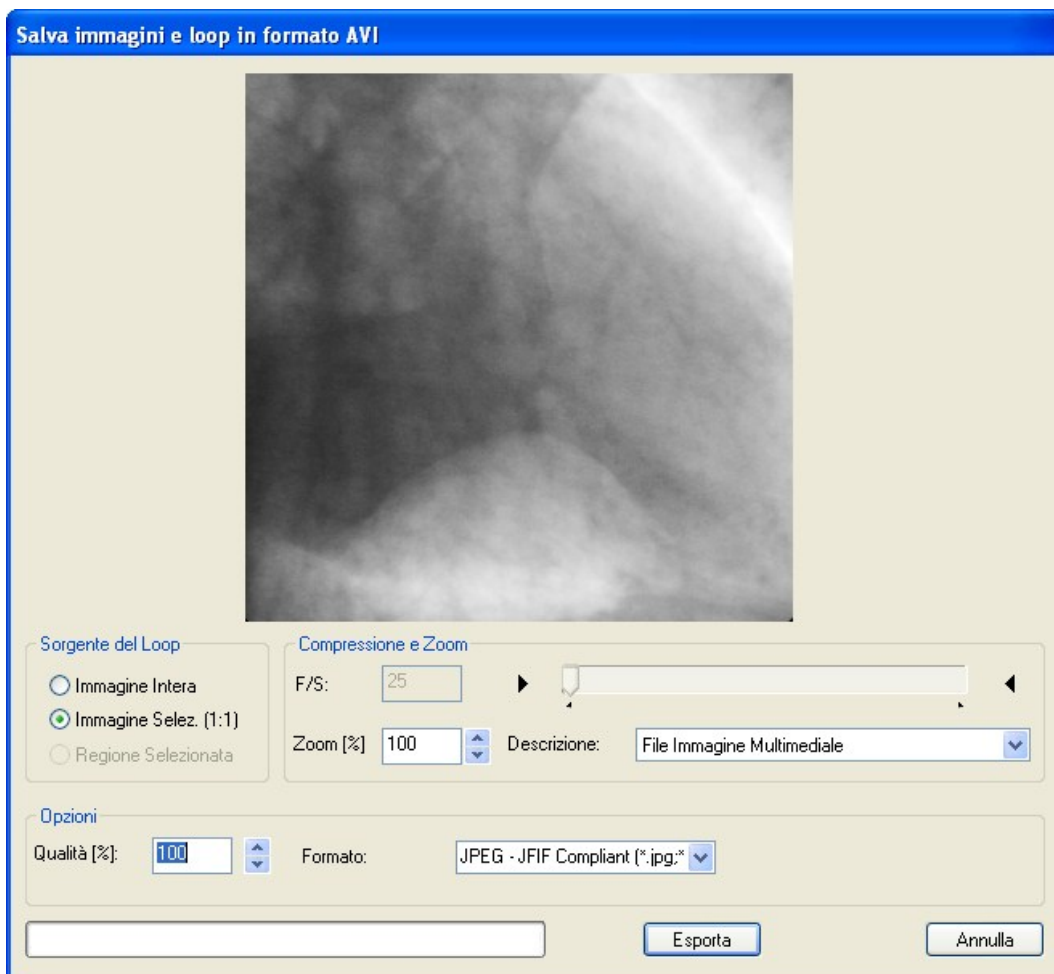 Salva immagini e loop in formato AVI
Sorgente del Loop
Immagine Intera
Immagine Selez. (1:1)
Regione Selezionata
Compressione e Zoom
F/S: 25
Zoom [%] 100 Descrizione: File Immagine Multimediale
Opzioni
Qualità [%]: 100 Formato: JPEG - JFIF Compliant (*.jpg;*
Esporta Annulla